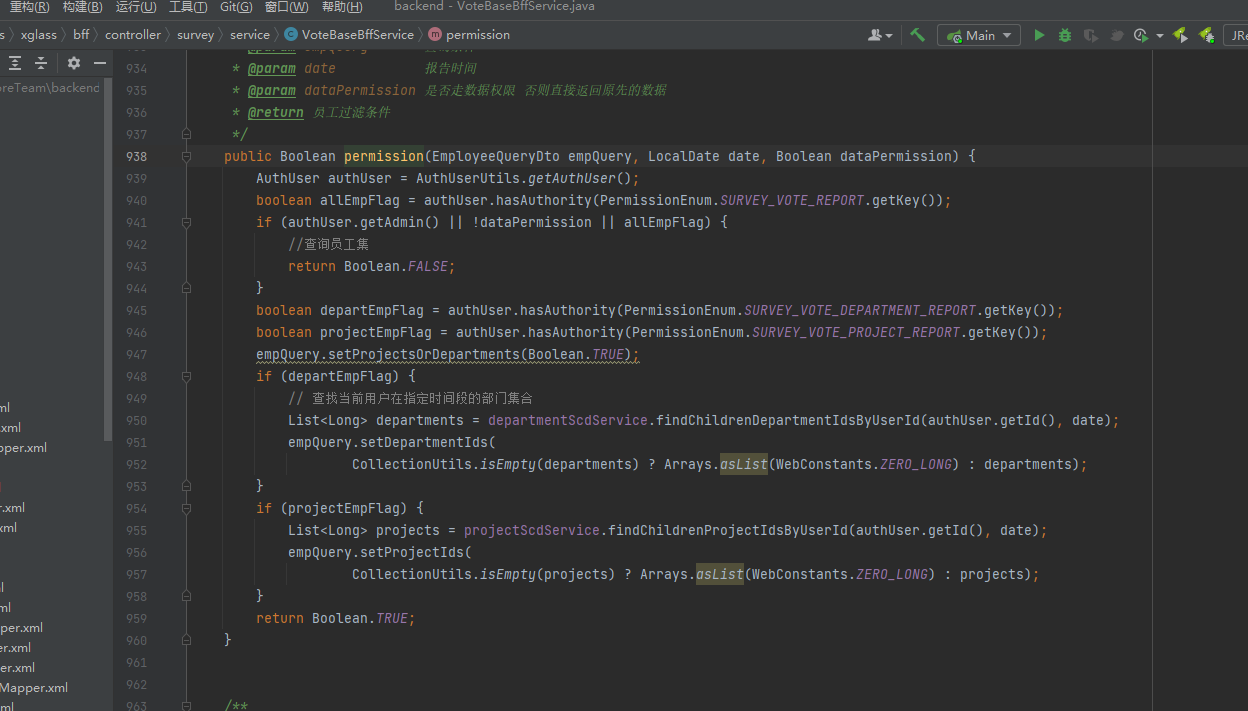 重构(R) 构建(B) 运行(U) 工具(T) Git(G) 窗口(W) 帮助(H) backend - VoteBaseBffService.java
s 〉 xglass 〉 bff 〉 controller 〉 survey 〉 service 〉 C VoteBaseBffService 〉 m permission Main JRe
934 * @param date 报告时间
oreTeam\backend
935 * @param dataPermission 是否走数据权限 否则直接返回原先的数据
936 * @return 员工过滤条件
937 */
938 public Boolean permission(EmployeeQueryDto empQuery, LocalDate date, Boolean dataPermission) {
939 AuthUser authUser = AuthUserUtils.getAuthUser();
940 boolean allEmpFlag = authUser.hasAuthority(PermissionEnum.SURVEY_VOTE_REPORT.getKey());
941 if (authUser.getAdmin() || !dataPermission || allEmpFlag) {
942 //查询员工集
943 return Boolean.FALSE;
944 }
945 boolean departEmpFlag = authUser.hasAuthority(PermissionEnum.SURVEY_VOTE_DEPARTMENT_REPORT.getKey());
946 boolean projectEmpFlag = authUser.hasAuthority(PermissionEnum.SURVEY_VOTE_PROJECT_REPORT.getKey());
947 empQuery.setProjectsOrDepartments(Boolean.TRUE);
948 if (departEmpFlag) {
949 // 查找当前用户在指定时间段的部门集合
950 List<Long> departments = departmentScdService.findChildrenDepartmentIdsByUserId(authUser.getId(), date);
951 empQuery.setDepartmentIds(
952 CollectionUtils.isEmpty(departments) ? Arrays.asList(WebConstants.ZERO_LONG) : departments);
953 }
954 if (projectEmpFlag) {
955 List<Long> projects = projectScdService.findChildrenProjectIdsByUserId(authUser.getId(), date);
956 empQuery.setProjectIds(
957 CollectionUtils.isEmpty(projects) ? Arrays.asList(WebConstants.ZERO_LONG) : projects);
958 }
959 return Boolean.TRUE;
960 }
961
962
963 /**
ml
.xml
pper.xml
r.xml
xml
l
ml
per.xml
er.xml
er.xml
Mapper.xml
ml